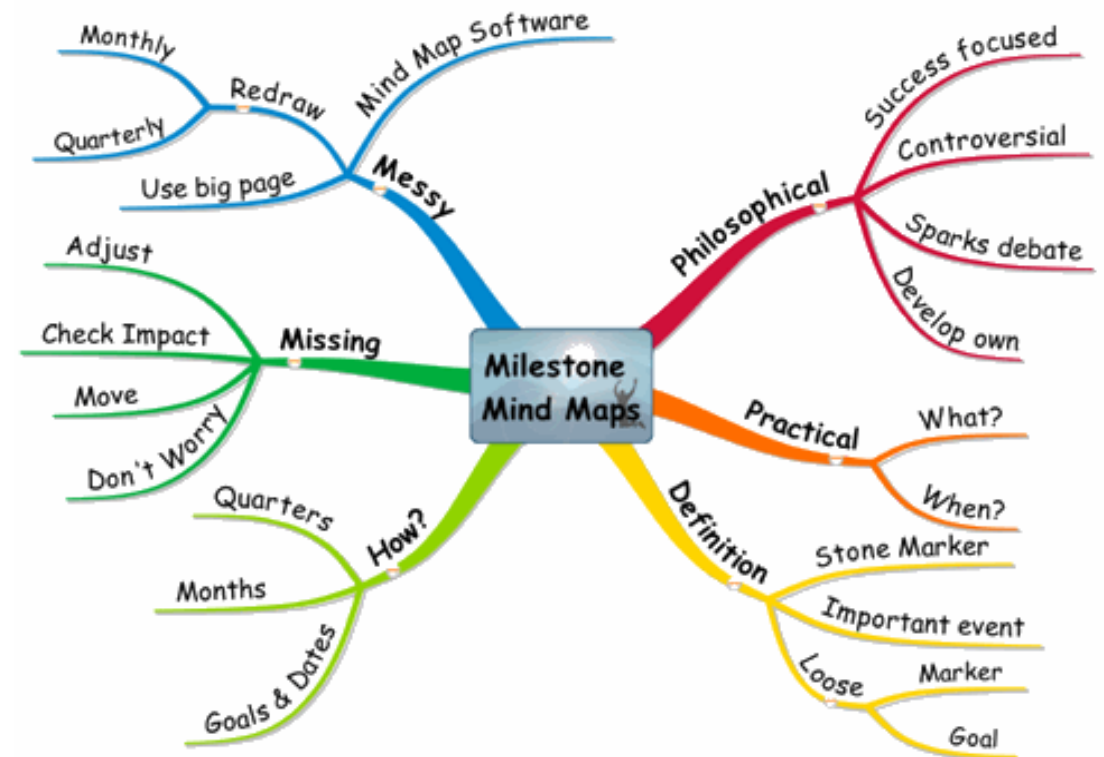 Milestone
Mind Maps
Philosophical
Success focused
Controversial
Sparks debate
Develop own
Practical
What?
When?
Definition
Stone Marker
Important event
Loose
Marker
Goal
How?
Goals & Dates
Months
Quarters
Missing
Don't Worry
Move
Check Impact
Adjust
Messy
Use big page
Redraw
Quarterly
Monthly
Mind Map Software